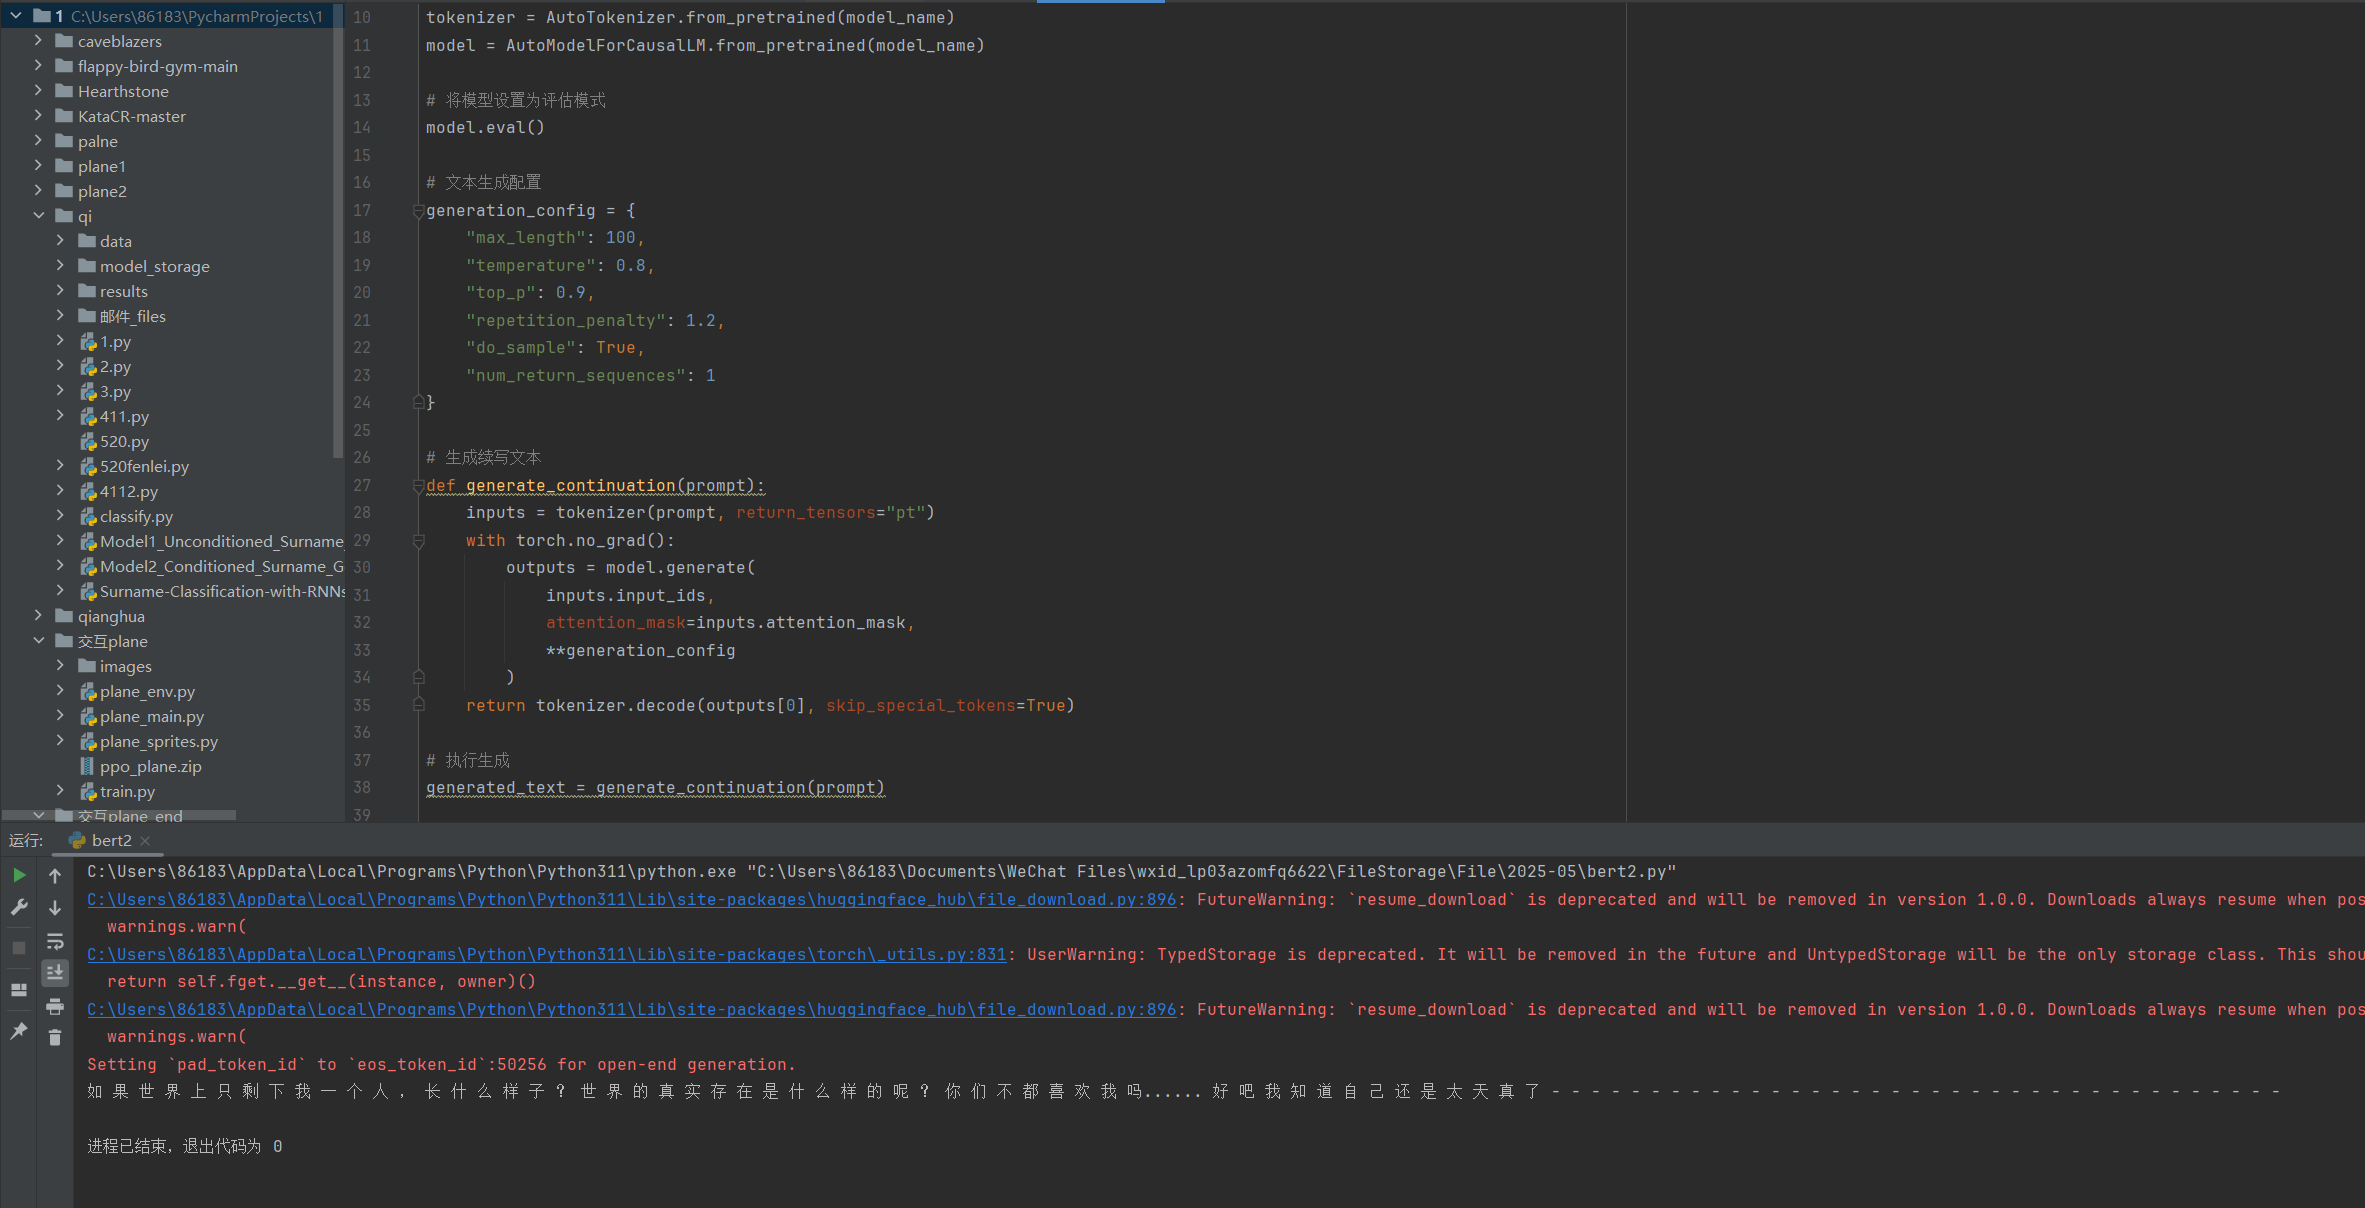 1 C:\Users\86183\PycharmProjects\1
caveblazers
flappy-bird-gym-main
Hearthstone
KataCR-master
palne
plane1
plane2
qi
data
model_storage
results
邮件_files
1.py
2.py
3.py
411.py
520.py
520fenlei.py
4112.py
classify.py
Model1_Unconditioned_Surname_
Model2_Conditioned_Surname_G
Surname-Classification-with-RNNs
qianghua
交互plane
images
plane_env.py
plane_main.py
plane_sprites.py
ppo_plane.zip
train.py
交互plane_end
10 tokenizer = AutoTokenizer.from_pretrained(model_name)
11 model = AutoModelForCausalLM.from_pretrained(model_name)
12
13 # 将模型设置为评估模式
14 model.eval()
15
16 # 文本生成配置
17 generation_config = {
18 "max_length": 100,
19 "temperature": 0.8,
20 "top_p": 0.9,
21 "repetition_penalty": 1.2,
22 "do_sample": True,
23 "num_return_sequences": 1
24 }
25
26 # 生成续写文本
27 def generate_continuation(prompt):
28 inputs = tokenizer(prompt, return_tensors="pt")
29 with torch.no_grad():
30 outputs = model.generate(
31 inputs.input_ids,
32 attention_mask=inputs.attention_mask,
33 **generation_config
34 )
35 return tokenizer.decode(outputs[0], skip_special_tokens=True)
36
37 # 执行生成
38 generated_text = generate_continuation(prompt)
39
运行: bert2
C:\Users\86183\AppData\Local\Programs\Python\Python311\python.exe "C:\Users\86183\Documents\WeChat Files\wxid_lp03azomfq6622\FileStorage\File\2025-05\bert2.py"
C:\Users\86183\AppData\Local\Programs\Python\Python311\Lib\site-packages\huggingface_hub\file_download.py:896: FutureWarning: `resume_download` is deprecated and will be removed in version 1.0.0. Downloads always resume when pos
warnings.warn(
C:\Users\86183\AppData\Local\Programs\Python\Python311\Lib\site-packages\torch\_utils.py:831: UserWarning: TypedStorage is deprecated. It will be removed in the future and UntypedStorage will be the only storage class. This shou
return self.fget.__get__(instance, owner)()
C:\Users\86183\AppData\Local\Programs\Python\Python311\Lib\site-packages\huggingface_hub\file_download.py:896: FutureWarning: `resume_download` is deprecated and will be removed in version 1.0.0. Downloads always resume when pos
warnings.warn(
Setting `pad_token_id` to `eos_token_id`:50256 for open-end generation.
如 果 世 界 上 只 剩 下 我 一 个 人 ， 长 什 么 样 子 ？ 世 界 的 真 实 存 在 是 什 么 样 的 呢 ？ 你 们 不 都 喜 欢 我 吗...... 好 吧 我 知 道 自 己 还 是 太 天 真 了 - - - - - - - - - - - - - - - - - - - - - - - - - - - - - - - - - - - - -
进程已结束，退出代码为 0